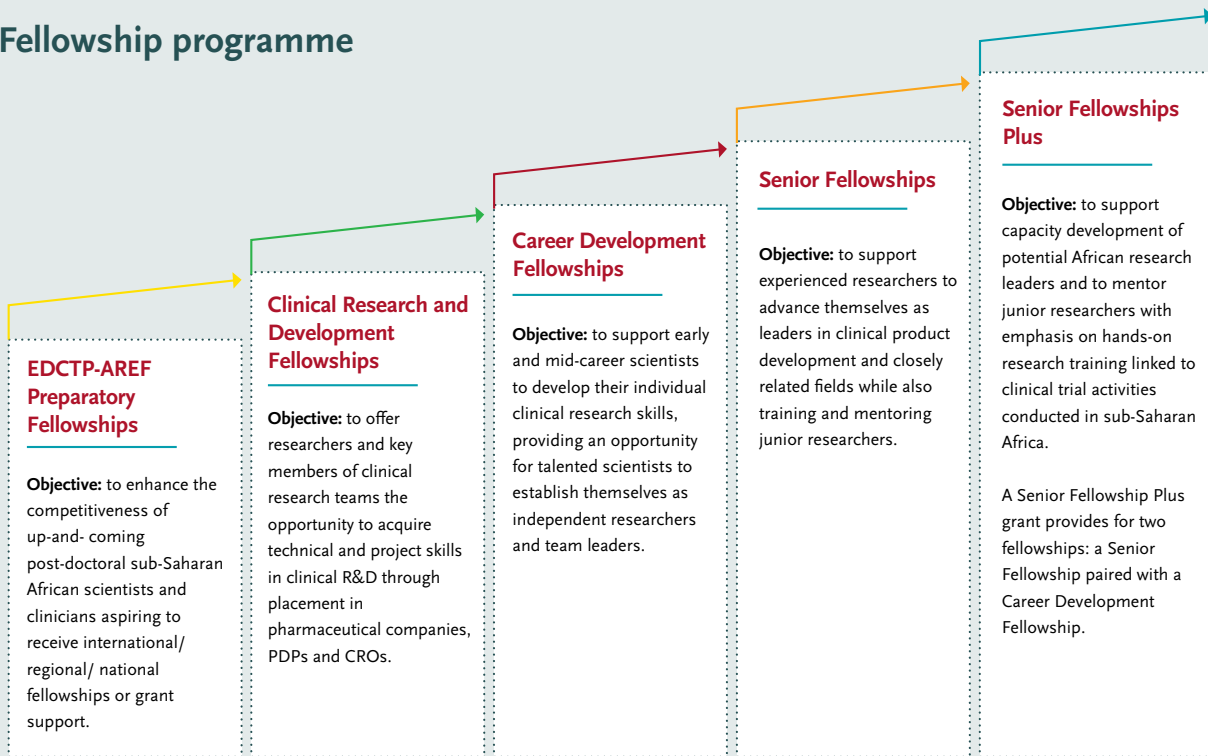 Fellowship programme
EDCTP-AREF
Preparatory
Fellowships
Objective: to enhance the
competitiveness of
up-and- coming
post-doctoral sub-Saharan
African scientists and
clinicians aspiring to
receive international/
regional/ national
fellowships or grant
support.
Clinical Research and
Development
Fellowships
Objective: to offer
researchers and key
members of clinical
research teams the
opportunity to acquire
technical and project skills
in clinical R&D through
placement in
pharmaceutical companies,
PDPs and CROs.
Career Development
Fellowships
Objective: to support early
and mid-career scientists
to develop their individual
clinical research skills,
providing an opportunity
for talented scientists to
establish themselves as
independent researchers
and team leaders.
Senior Fellowships
Objective: to support
experienced researchers to
advance themselves as
leaders in clinical product
development and closely
related fields while also
training and mentoring
junior researchers.
Senior Fellowships
Plus
Objective: to support
capacity development of
potential African research
leaders and to mentor
junior researchers with
emphasis on hands-on
research training linked to
clinical trial activities
conducted in sub-Saharan
Africa.
A Senior Fellowship Plus
grant provides for two
fellowships: a Senior
Fellowship paired with a
Career Development
Fellowship.